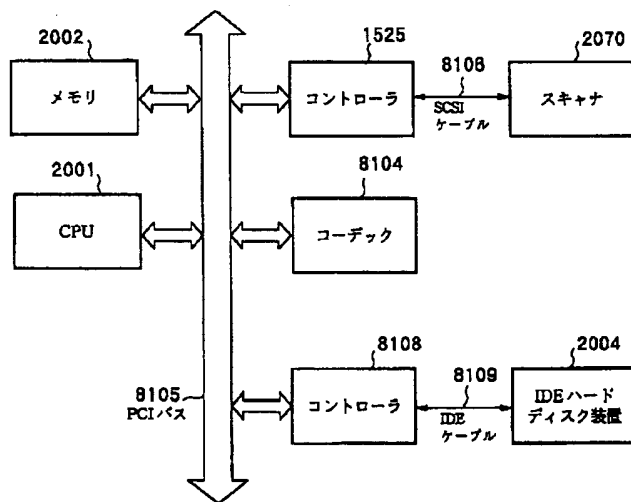 2002
メモリ
1525
コントローラ
8106
SCSI
ケーブル
2070
スキャナ
2001
CPU
8104
コーデック
8105
PCIバス
8108
コントローラ
8109
IDE
ケーブル
2004
IDEハード
ディスク装置